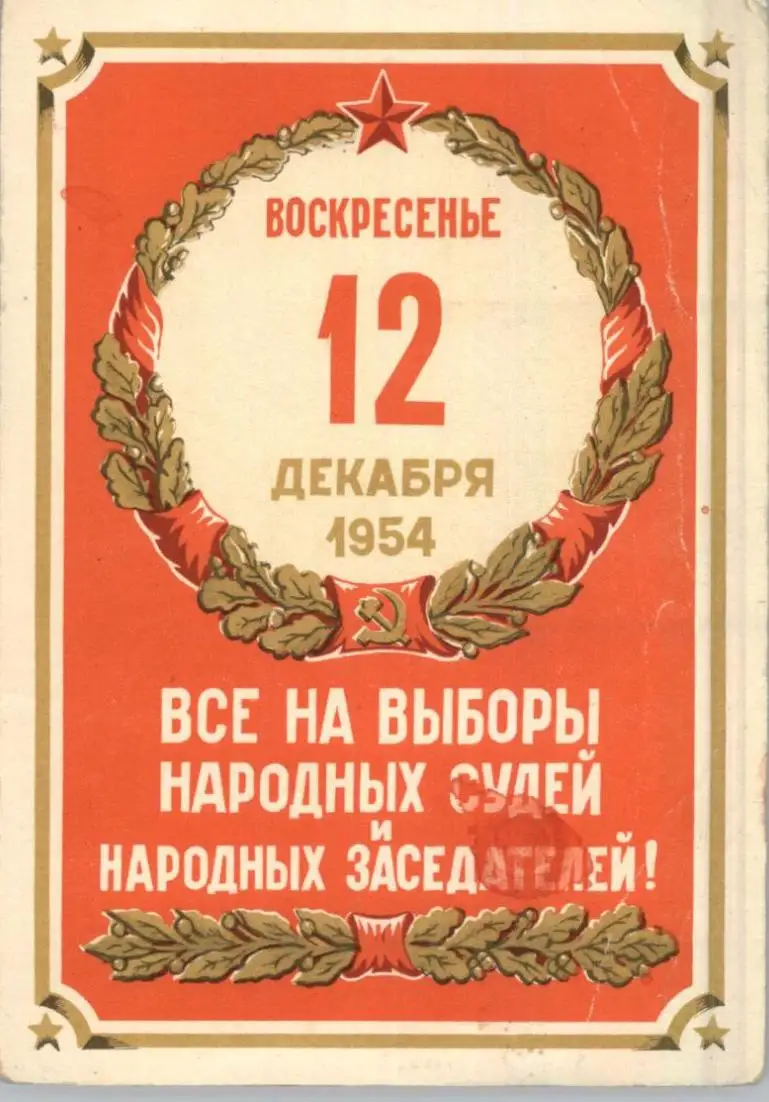 ВОСКРЕСЕНЬЕ
12
ДЕКАБРЯ
1954
ВСЕ НА ВЫБОРЫ
НАРОДНЫХ СУДЕЙ
И
НАРОДНЫХ ЗАСЕДАТЕЛЕЙ!